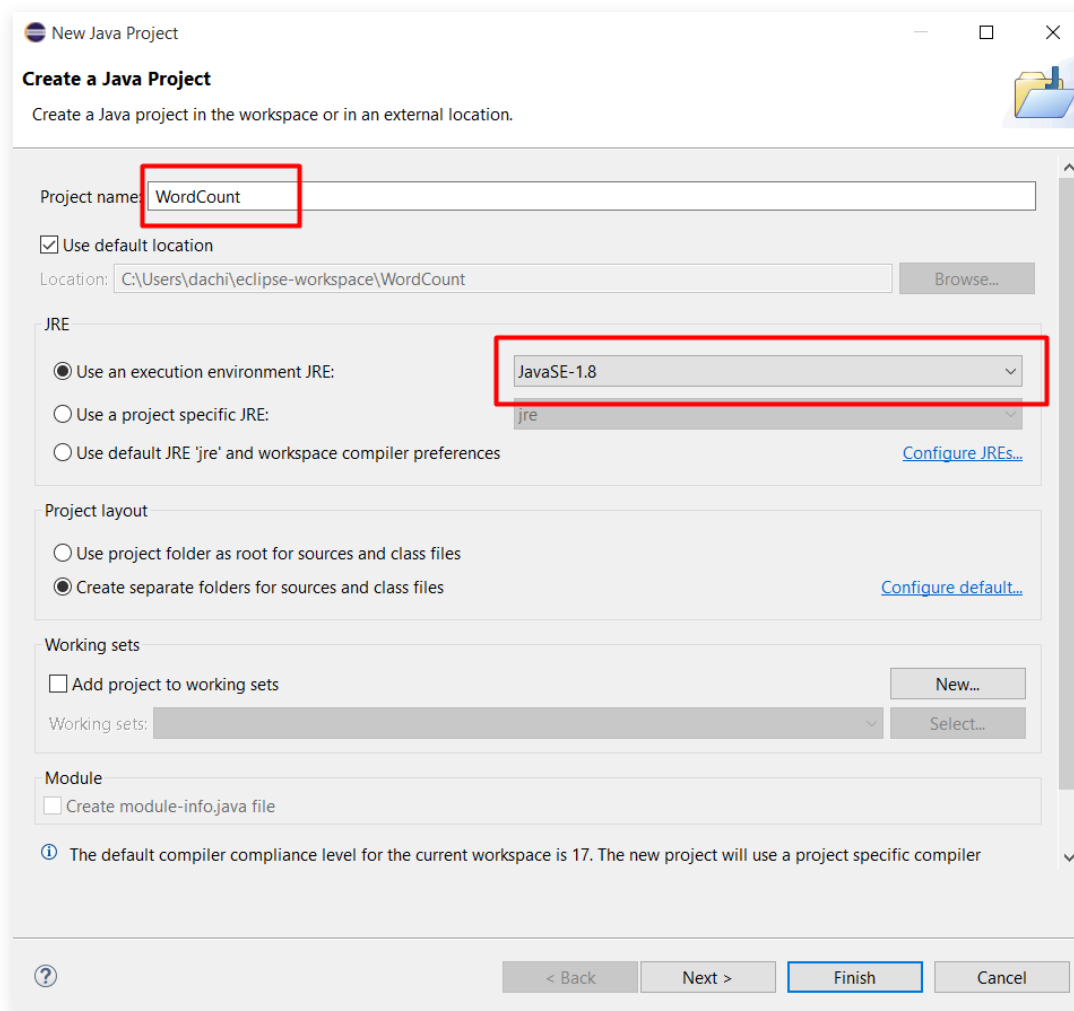 New Java Project
Create a Java Project
Create a Java project in the workspace or in an external location.
Project name: WordCount
Use default location
Location: C:\Users\dachi\eclipse-workspace\WordCount Browse...
JRE
Use an execution environment JRE: JavaSE-1.8
Use a project specific JRE: jre
Use default JRE 'jre' and workspace compiler preferences Configure JREs...
Project layout
Use project folder as root for sources and class files
Create separate folders for sources and class files Configure default...
Working sets
Add project to working sets New...
Working sets: Select...
Module
Create module-info.java file
The default compiler compliance level for the current workspace is 17. The new project will use a project specific compiler
< Back Next > Finish Cancel